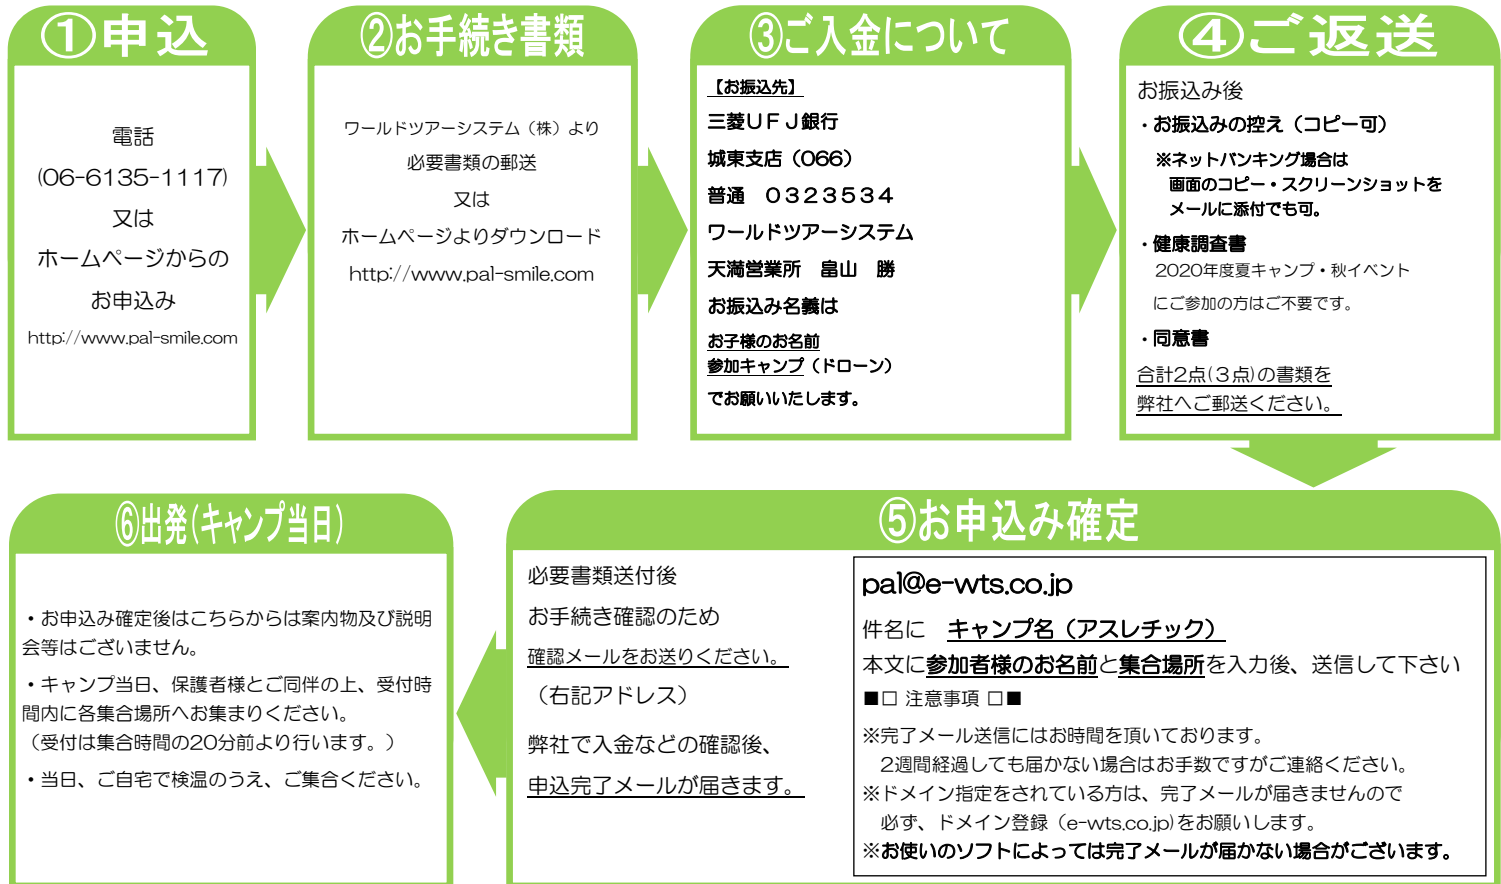 ①申込
電話
(06-6135-1117)
又は
ホームページからの
お申込み
http://www.pal-smile.com
②お手続き書類
ワールドツアーシステム（株）より
必要書類の郵送
又は
ホームページよりダウンロード
http://www.pal-smile.com
③ご入金について
【お振込先】
三菱ＵＦＪ銀行
城東支店（066）
普通　０３２３５３４
ワールドツアーシステム
天満営業所　畠山　勝
お振込み名義は
お子様のお名前
参加キャンプ（ドローン）
でお願いいたします。
④ご返送
お振込み後
・お振込みの控え（コピー可）
※ネットバンキング場合は
画面のコピー・スクリーンショットを
メールに添付でも可。
・健康調査書
2020年度夏キャンプ・秋イベント
にご参加の方はご不要です。
・同意書
合計2点(３点)の書類を
弊社へご郵送ください。
⑤お申込み確定
必要書類送付後
お手続き確認のため
確認メールをお送りください。
（右記アドレス）
弊社で入金などの確認後、
申込完了メールが届きます。
pal@e-wts.co.jp
件名に　キャンプ名（アスレチック）
本文に参加者様のお名前と集合場所を入力後、送信して下さい
■□ 注意事項 □■
※完了メール送信にはお時間を頂いております。
2週間経過しても届かない場合はお手数ですがご連絡ください。
※ドメイン指定をされている方は、完了メールが届きませんので
必ず、ドメイン登録（e-wts.co.jp)をお願いします。
※お使いのソフトによっては完了メールが届かない場合がございます。
⑥出発(キャンプ当日)
・お申込み確定後はこちらからは案内物及び説明
会等はございません。
・キャンプ当日、保護者様とご同伴の上、受付時
間内に各集合場所へお集まりください。
（受付は集合時間の20分前より行います。）
・当日、ご自宅で検温のうえ、ご集合ください。